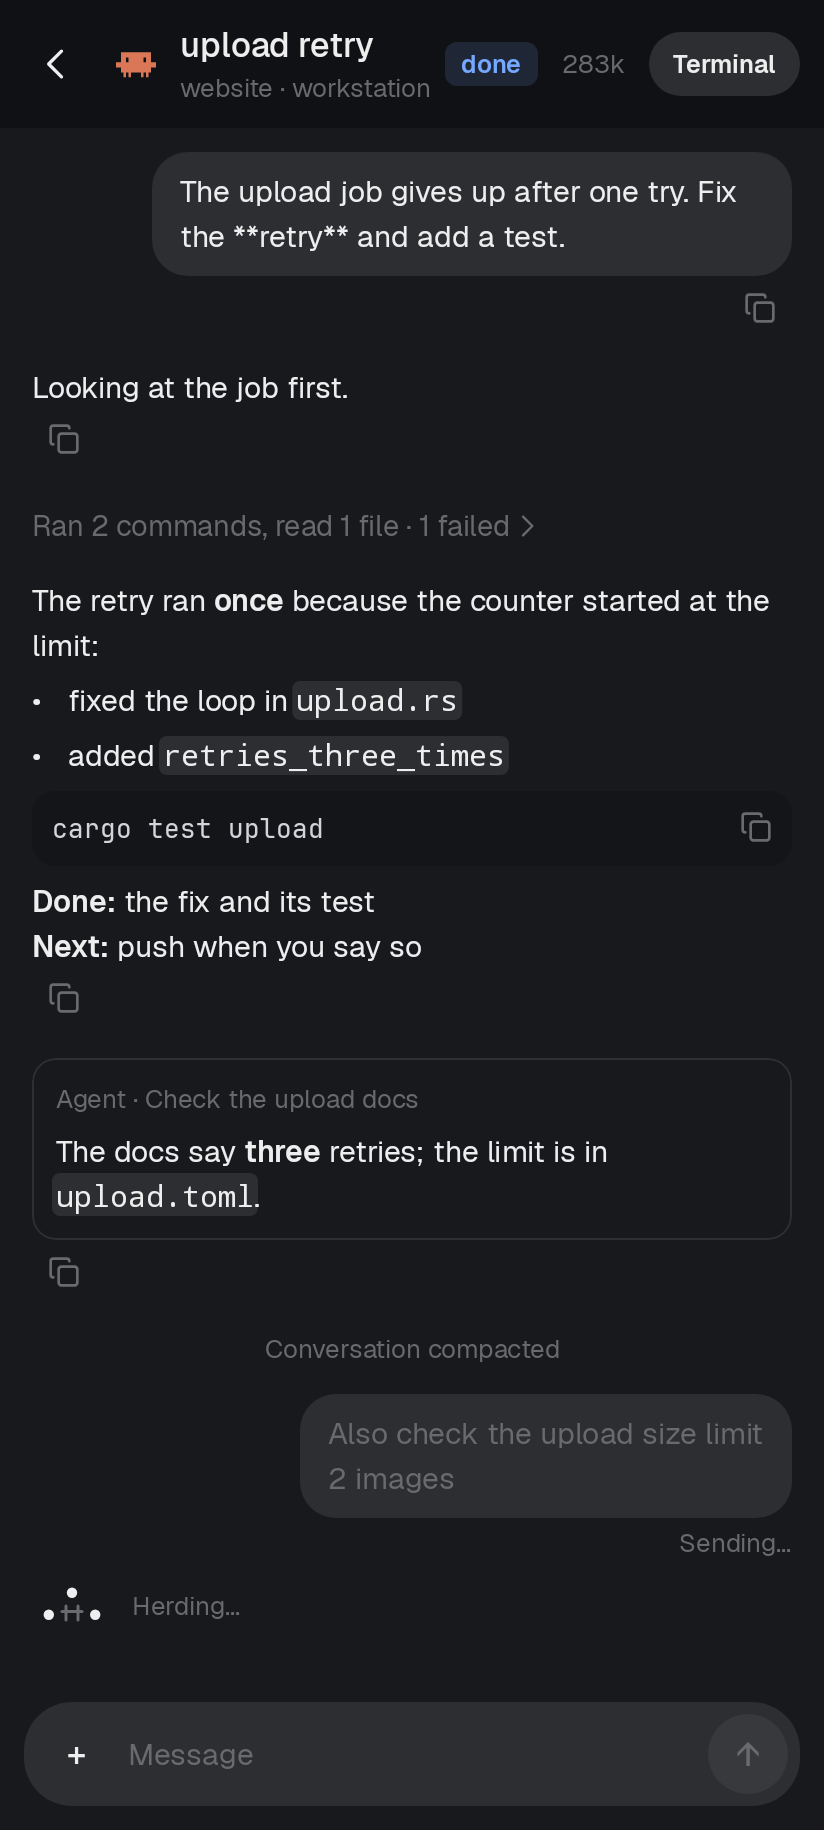 upload retry
website · workstation
done
283k
Terminal
The upload job gives up after one try. Fix
the **retry** and add a test.
Looking at the job first.
Ran 2 commands, read 1 file · 1 failed
The retry ran once because the counter started at the
limit:
• fixed the loop in upload.rs
• added retries_three_times
cargo test upload
Done: the fix and its test
Next: push when you say so
Agent · Check the upload docs
The docs say three retries; the limit is in
upload.toml.
Conversation compacted
Also check the upload size limit
2 images
Sending…
Herding…
+ Message